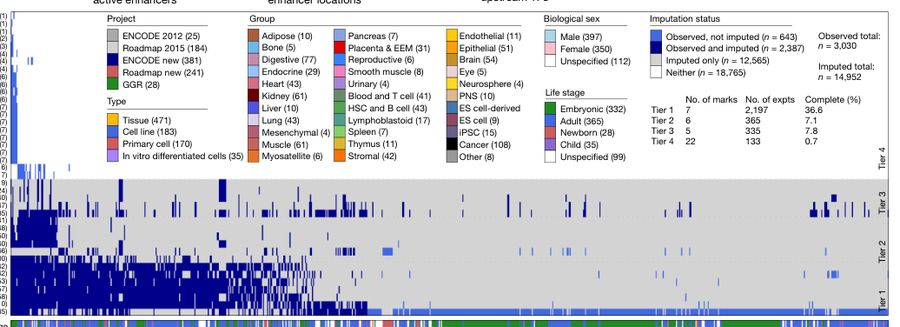 active enhancers
enhancer locations
Project
ENCODE 2012 (25)
Roadmap 2015 (184)
ENCODE new (381)
Roadmap new (241)
GGR (28)
Type
Tissue (471)
Cell line (183)
Primary cell (170)
In vitro differentiated cells (35)
Group
Adipose (10)
Bone (5)
Digestive (77)
Endocrine (29)
Heart (43)
Kidney (61)
Liver (10)
Lung (43)
Mesenchymal (4)
Muscle (61)
Myosatellite (6)
Pancreas (7)
Placenta & EEM (31)
Reproductive (6)
Smooth muscle (8)
Urinary (4)
Blood and T cell (41)
HSC and B cell (43)
Lymphoblastoid (17)
Spleen (7)
Thymus (11)
Stromal (42)
Endothelial (11)
Epithelial (51)
Brain (54)
Eye (5)
Neurosphere (4)
PNS (10)
ES cell-derived
ES cell (9)
iPSC (15)
Cancer (108)
Other (8)
Biological sex
Male (397)
Female (350)
Unspecified (112)
Life stage
Embryonic (332)
Adult (365)
Newborn (28)
Child (35)
Unspecified (99)
Imputation status
Observed, not imputed (n = 643)
Observed and imputed (n = 2,387)
Imputed only (n = 12,565)
Neither (n = 18,765)
Observed total:
n = 3,030
Imputed total:
n = 14,952
No. of marks No. of expts Complete (%)
Tier 1 7 2,197 36.6
Tier 2 6 365 7.1
Tier 3 5 335 7.8
Tier 4 22 133 0.7
Tier 4
Tier 3
Tier 2
Tier 1